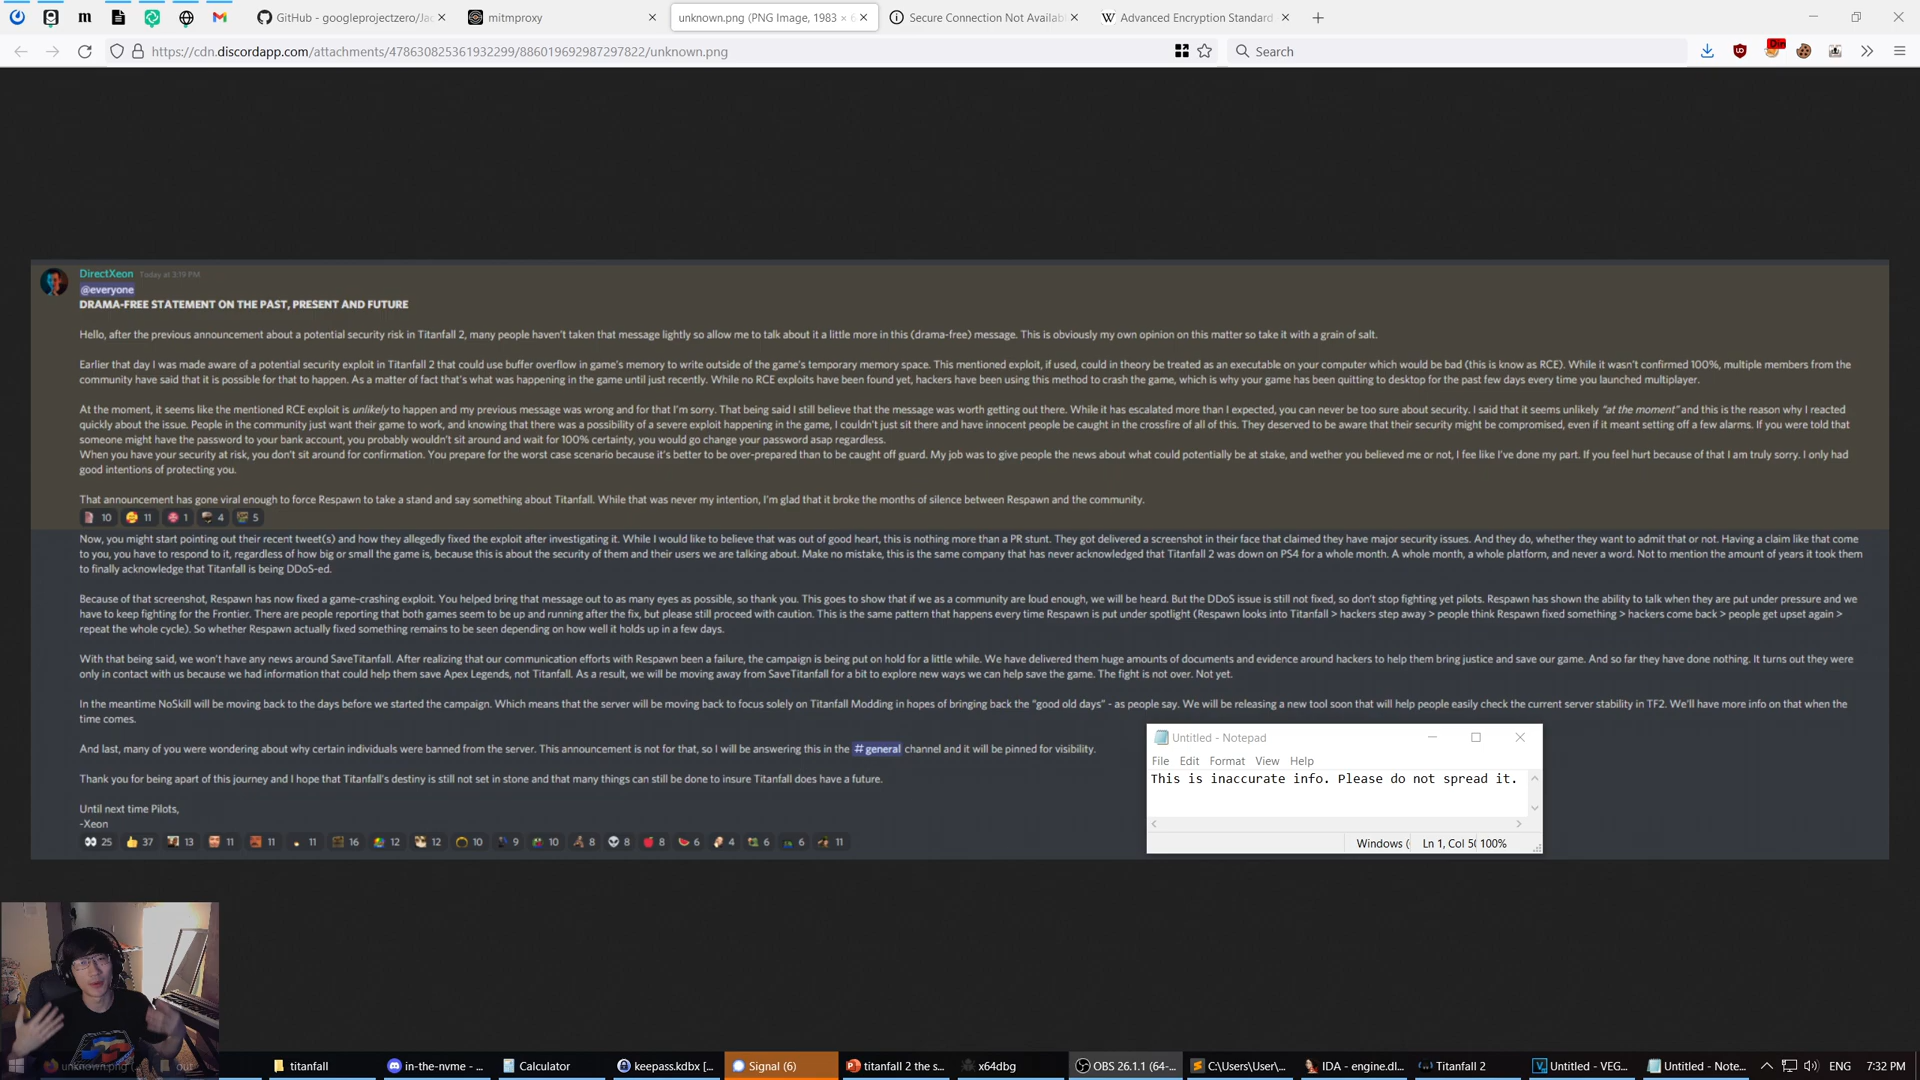 GitHub - googleprojectzero/Jac
mitmproxy
unknown.png (PNG Image, 1983 ×
Secure Connection Not Availab
Advanced Encryption Standard
https://cdn.discordapp.com/attachments/478630825361932299/886019692987297822/unknown.png
Search
DirectXeon Today at 3:19 PM
@everyone
DRAMA-FREE STATEMENT ON THE PAST, PRESENT AND FUTURE
Hello, after the previous announcement about a potential security risk in Titanfall 2, many people haven't taken that message lightly so allow me to talk about it a little more in this (drama-free) message. This is obviously my own opinion on this matter so take it with a grain of salt.
Earlier that day I was made aware of a potential security exploit in Titanfall 2 that could use buffer overflow in game's memory to write outside of the game's temporary memory space. This mentioned exploit, if used, could in theory be treated as an executable on your computer which would be bad (this is know as RCE). While it wasn't confirmed 100%, multiple members from the
community have said that it is possible for that to happen. As a matter of fact that's what was happening in the game until just recently. While no RCE exploits have been found yet, hackers have been using this method to crash the game, which is why your game has been quitting to desktop for the past few days every time you launched multiplayer.
At the moment, it seems like the mentioned RCE exploit is unlikely to happen and my previous message was wrong and for that I'm sorry. That being said I still believe that the message was worth getting out there. While it has escalated more than I expected, you can never be too sure about security. I said that it seems unlikely "at the moment" and this is the reason why I reacted
quickly about the issue. People in the community just want their game to work, and knowing that there was a possibility of a severe exploit happening in the game, I couldn't just sit there and have innocent people be caught in the crossfire of all of this. They deserved to be aware that their security might be compromised, even if it meant setting off a few alarms. If you were told that
someone might have the password to your bank account, you probably wouldn't sit around and wait for 100% certainty, you would go change your password asap regardless.
When you have your security at risk, you don't sit around for confirmation. You prepare for the worst case scenario because it's better to be over-prepared than to be caught off guard. My job was to give people the news about what could potentially be at stake, and wether you believed me or not, I fee like I've done my part. If you feel hurt because of that I am truly sorry. I only had
good intentions of protecting you.
That announcement has gone viral enough to force Respawn to take a stand and say something about Titanfall. While that was never my intention, I'm glad that it broke the months of silence between Respawn and the community.
10 11 1 4 5
Now, you might start pointing out their recent tweet(s) and how they allegedly fixed the exploit after investigating it. While I would like to believe that was out of good heart, this is nothing more than a PR stunt. They got delivered a screenshot in their face that claimed they have major security issues. And they do, whether they want to admit that or not. Having a claim like that come
to you, you have to respond to it, regardless of how big or small the game is, because this is about the security of them and their users we are talking about. Make no mistake, this is the same company that has never acknowledged that Titanfall 2 was down on PS4 for a whole month. A whole month, a whole platform, and never a word. Not to mention the amount of years it took them
to finally acknowledge that Titanfall is being DDoS-ed.
Because of that screenshot, Respawn has now fixed a game-crashing exploit. You helped bring that message out to as many eyes as possible, so thank you. This goes to show that if we as a community are loud enough, we will be heard. But the DDoS issue is still not fixed, so don't stop fighting yet pilots. Respawn has shown the ability to talk when they are put under pressure and we
have to keep fighting for the Frontier. There are people reporting that both games seem to be up and running after the fix, but please still proceed with caution. This is the same pattern that happens every time Respawn is put under spotlight (Respawn looks into Titanfall > hackers step away > people think Respawn fixed something > hackers come back > people get upset again >
repeat the whole cycle). So whether Respawn actually fixed something remains to be seen depending on how well it holds up in a few days.
With that being said, we won't have any news around SaveTitanfall. After realizing that our communication efforts with Respawn been a failure, the campaign is being put on hold for a little while. We have delivered them huge amounts of documents and evidence around hackers to help them bring justice and save our game. And so far they have done nothing. It turns out they were
only in contact with us because we had information that could help them save Apex Legends, not Titanfall. As a result, we will be moving away from SaveTitanfall for a bit to explore new ways we can help save the game. The fight is not over. Not yet.
In the meantime NoSkill will be moving back to the days before we started the campaign. Which means that the server will be moving back to focus solely on Titanfall Modding in hopes of bringing back the "good old days" - as people say. We will be releasing a new tool soon that will help people easily check the current server stability in TF2. We'll have more info on that when the
time comes.
And last, many of you were wondering about why certain individuals were banned from the server. This announcement is not for that, so I will be answering this in the # general channel and it will be pinned for visibility.
Thank you for being apart of this journey and I hope that Titanfall's destiny is still not set in stone and that many things can still be done to insure Titanfall does have a future.
Until next time Pilots,
-Xeon
25 37 13 11 11 11 16 12 12 10 9 10 8 8 8 6 4 6 6 11
Untitled - Notepad
File Edit Format View Help
This is inaccurate info. Please do not spread it.
Windows ( Ln 1, Col 50 100%
unknown.png (
out
titanfall
in-the-nvme - ...
Calculator
keepass.kdbx [...
Signal (6)
titanfall 2 the s...
x64dbg
OBS 26.1.1 (64-...
C:\Users\User\...
IDA - engine.dl...
Titanfall 2
Untitled - VEG...
Untitled - Note...
ENG
7:32 PM